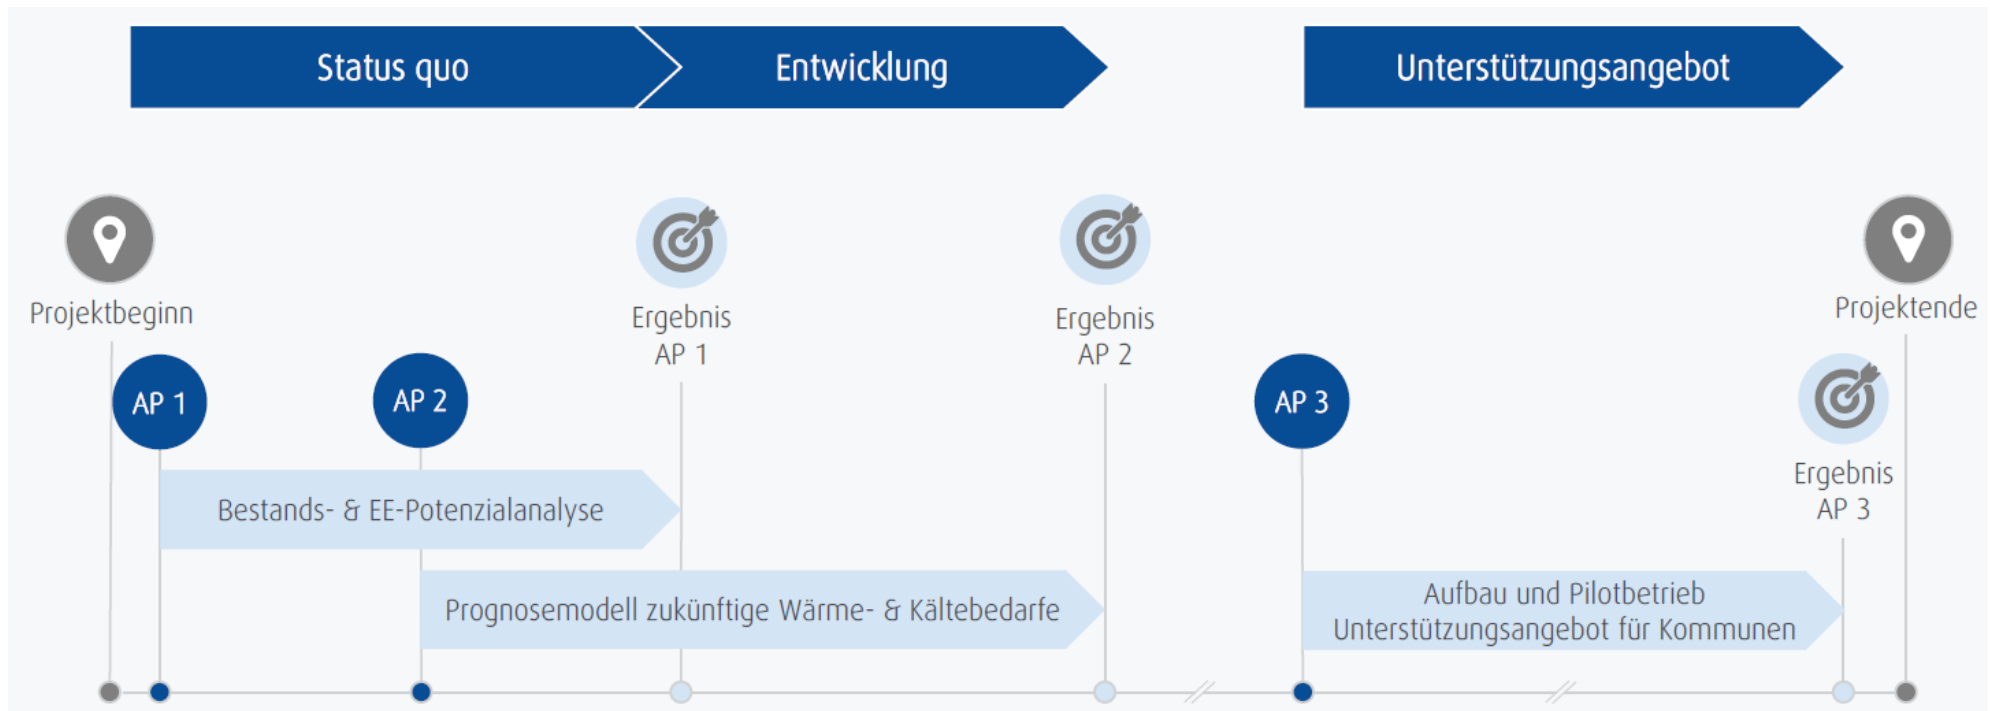 Status quo
Entwicklung
Unterstützungsangebot
Projektbeginn
Ergebnis
AP 1
Ergebnis
AP 2
Projektende
AP 1
AP 2
AP 3
Ergebnis
AP 3
Bestands- & EE-Potenzialanalyse
Prognosemodell zukünftige Wärme- & Kältebedarfe
Aufbau und Pilotbetrieb
Unterstützungsangebot für Kommunen